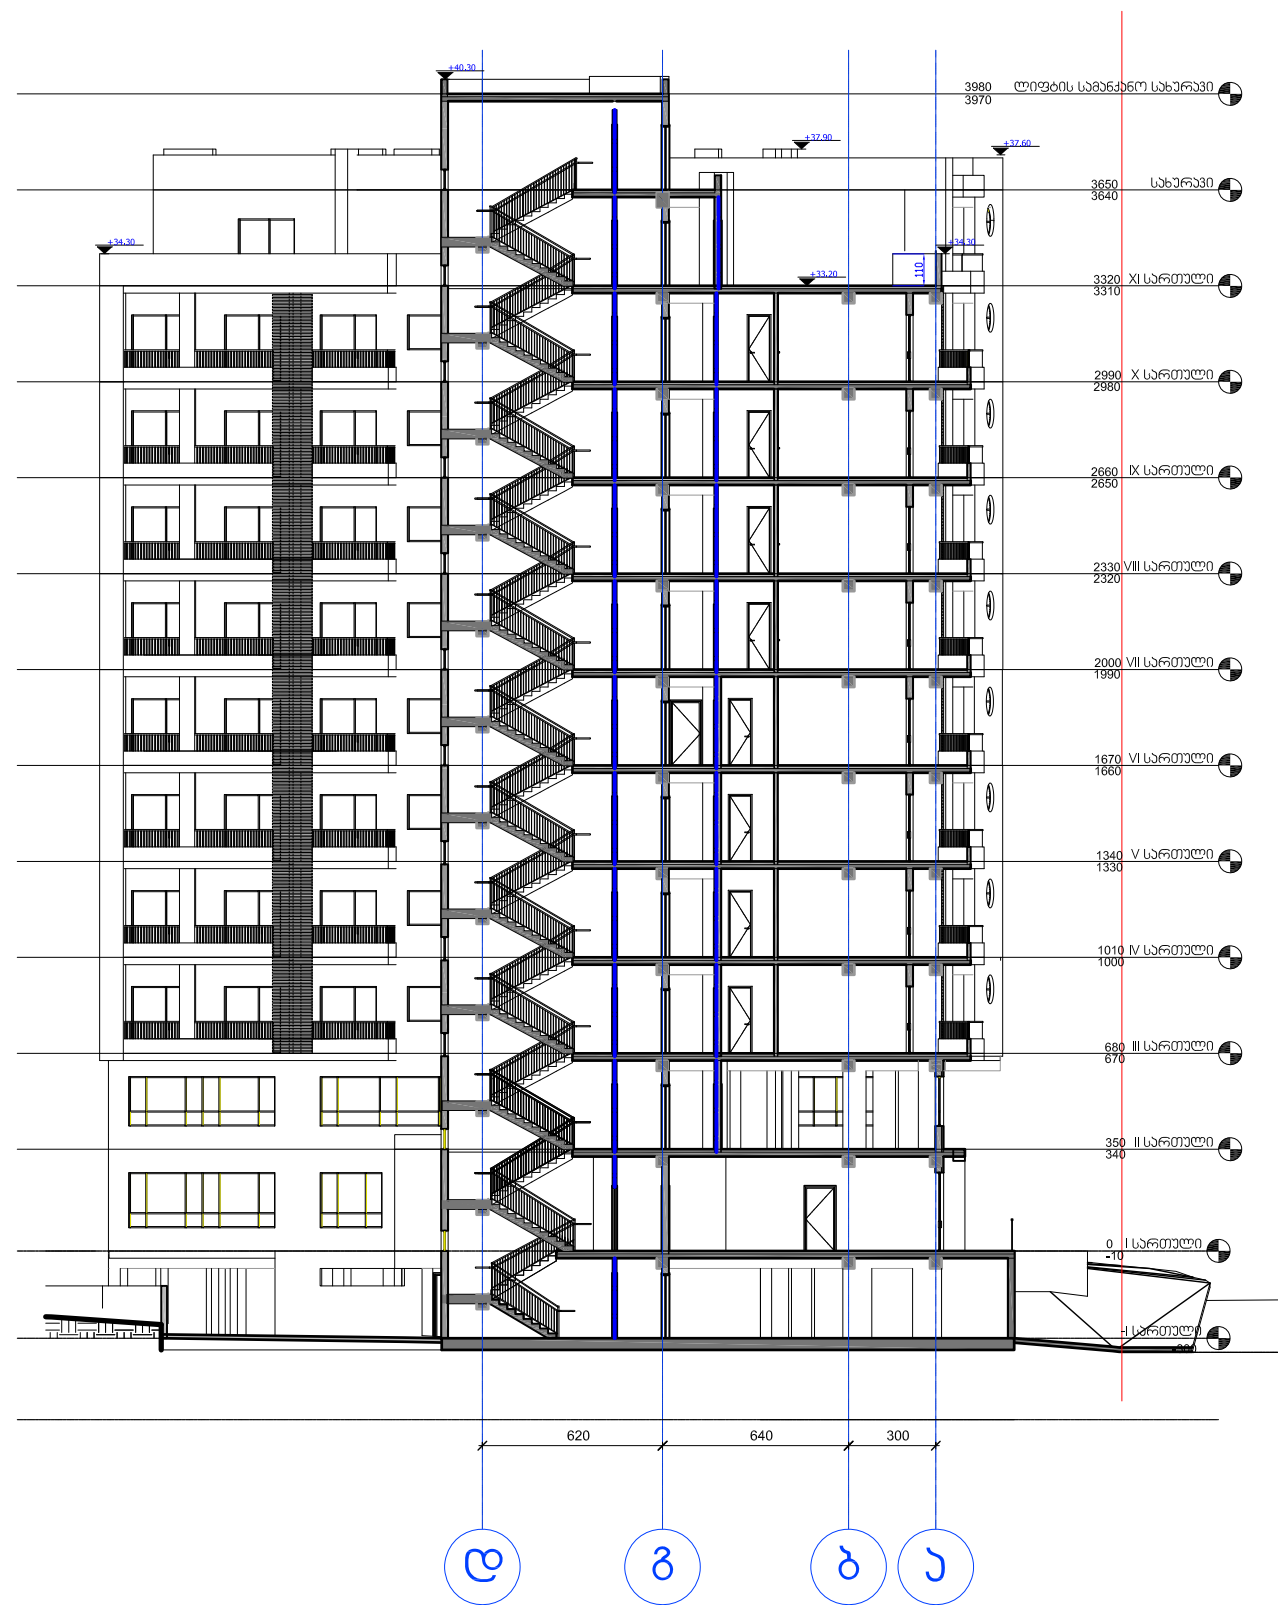 +40.30
3980 ლიფტის სამანქანო სახურავი
3970
+37.90
+37.60
3650 სახურავი
3640
+34.30
+34.30
110
+33.20
3320 XI სართული
3310
2990 X სართული
2980
2660 IX სართული
2650
2330 VIII სართული
2320
2000 VII სართული
1990
1670 VI სართული
1660
1340 V სართული
1330
1010 IV სართული
1000
680 III სართული
670
350 II სართული
340
0 I სართული
-10
-I სართული
-300
620 640 300
დ გ ბ ა